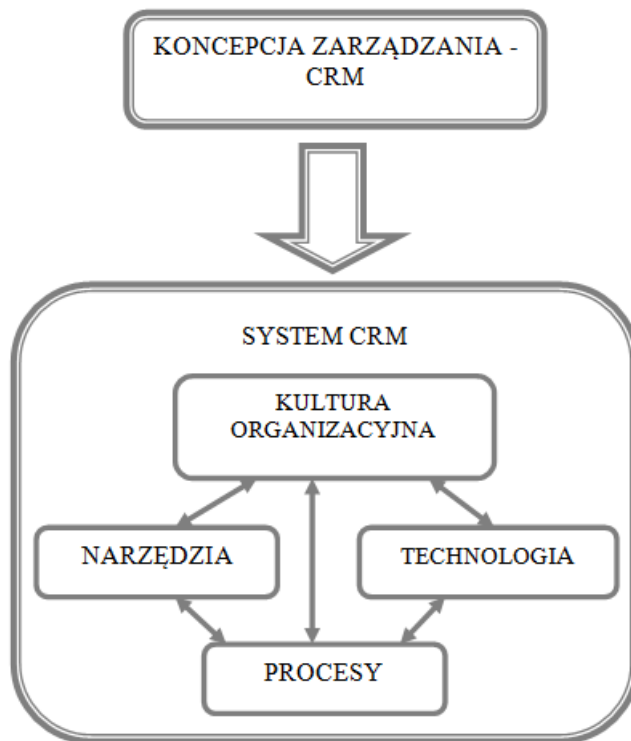 KONCEPCJA ZARZĄDZANIA -
CRM
SYSTEM CRM
KULTURA
ORGANIZACYJNA
NARZĘDZIA
TECHNOLOGIA
PROCESY